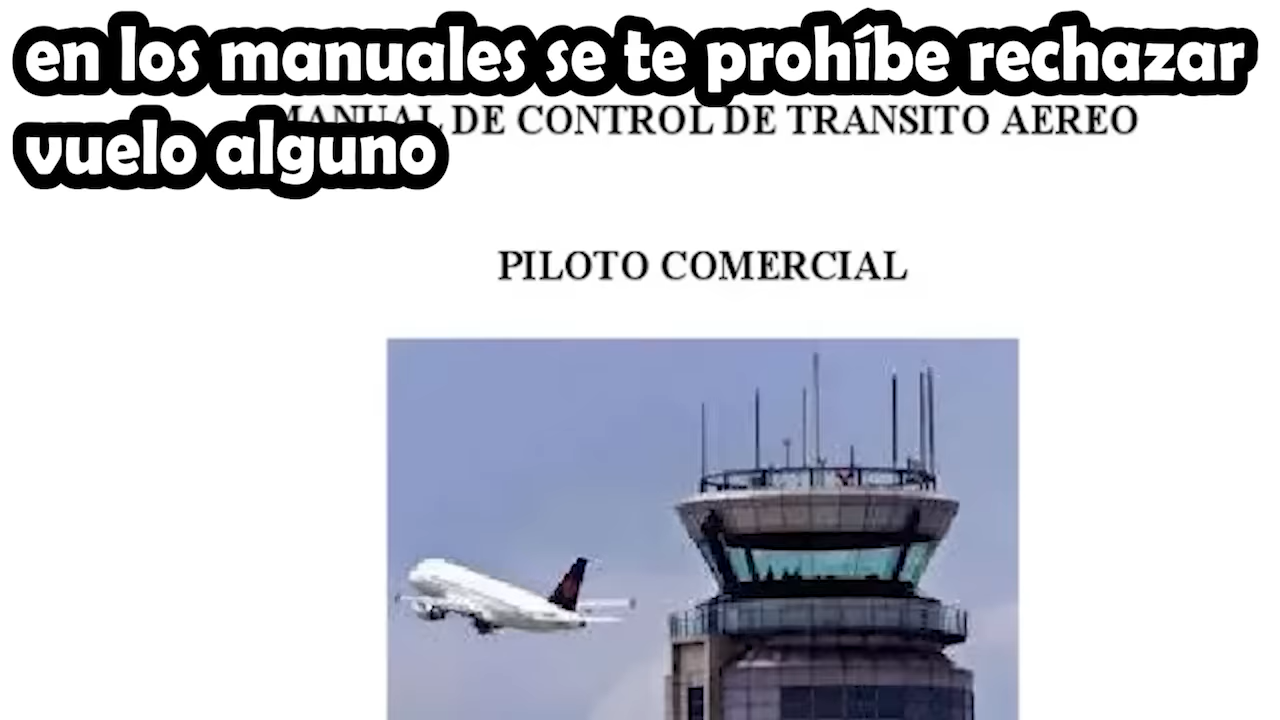 en los manuales se te prohíbe rechazar
MANUAL DE CONTROL DE TRANSITO AEREO
vuelo alguno
PILOTO COMERCIAL